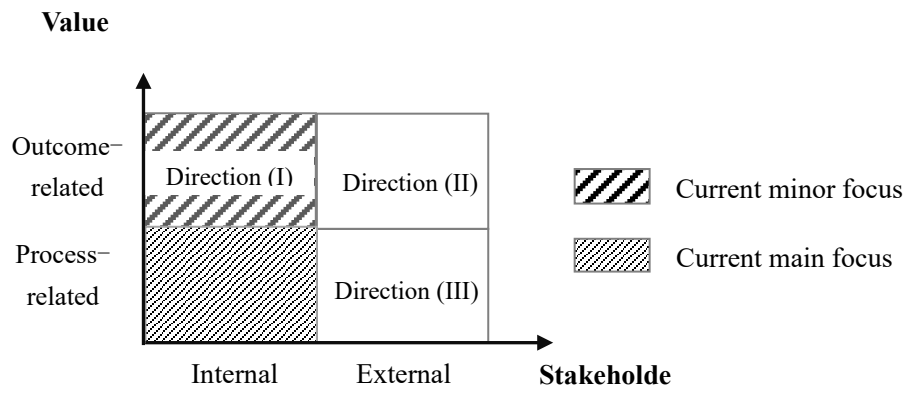 Value
Outcome–
related
Direction (I)
Direction (II)
Current minor focus
Process–
related
Direction (III)
Current main focus
Internal
External
Stakeholde